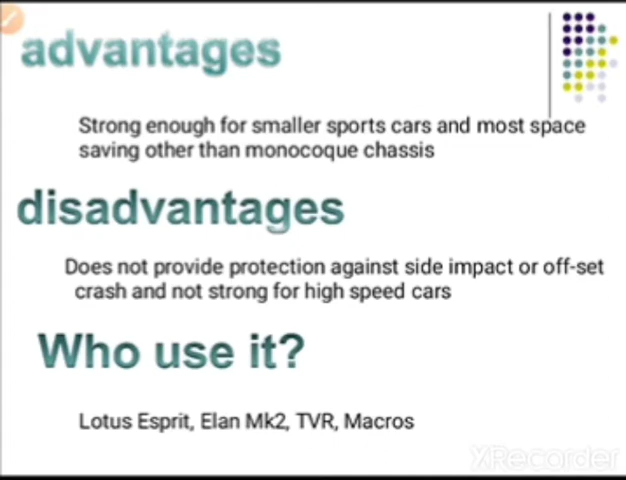 advantages
Strong enough for smaller sports cars and most space
saving other than monocoque chassis
disadvantages
Does not provide protection against side impact or off-set
crash and not strong for high speed cars
Who use it?
Lotus Esprit, Elan Mk2, TVR, Macros
XRecorder